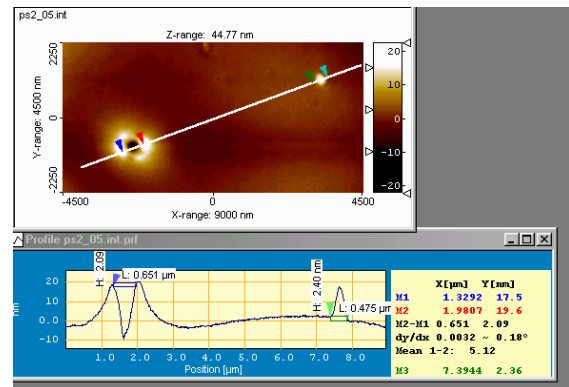 ps2_05.int.prf
Z-range: 44.77 nm
Y-range: 4500 nm
2250
0
-2250
-4500
0
4500
X-range: 9000 nm
20
10
0
-10
-20
Profile ps2_05.int.prf
nm
20
10
0.0
-10
H: 2.09
L: 0.651 µm
H: 2.40 nm
L: 0.475 µm
1.0 2.0 3.0 4.0 5.0 6.0 7.0 8.0
Position [µm]
X[µm] Y[nm]
M1 1.3292 17.5
M2 1.9807 19.6
M2-M1 0.651 2.09
dy/dx 0.0032 ~ 0.18°
Mean 1-2: 5.12
M3 7.3944 2.36